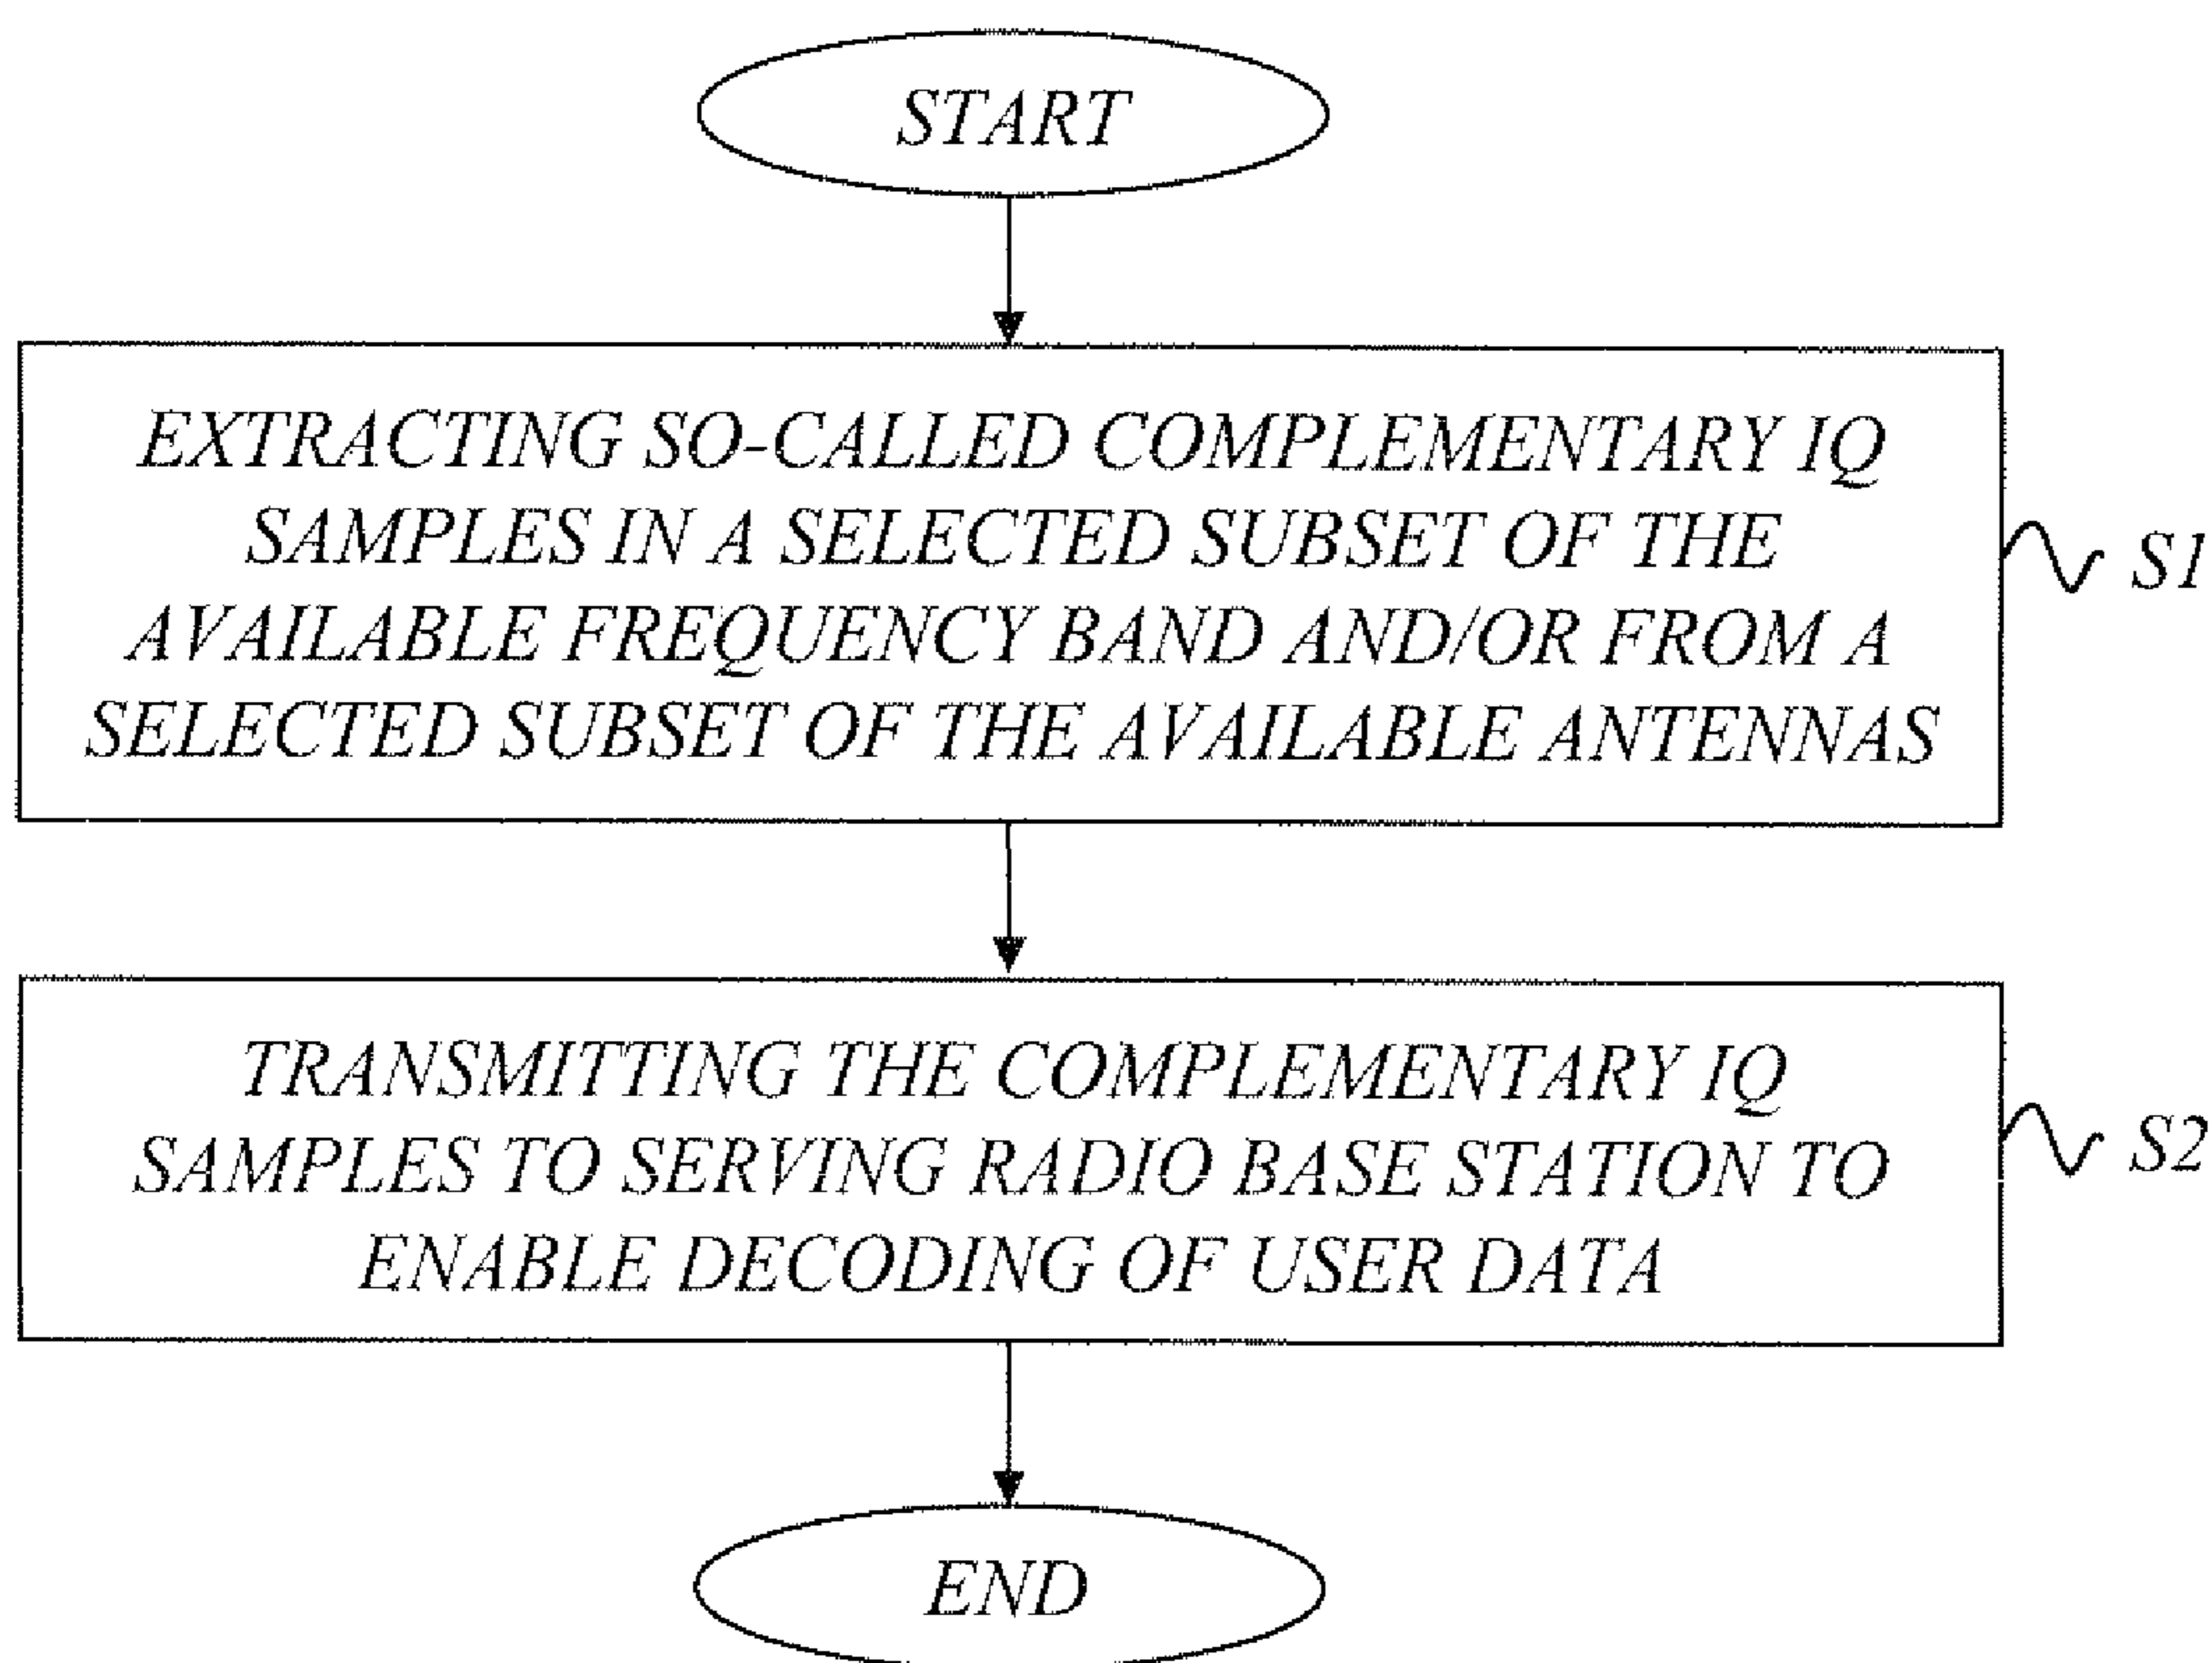 START
EXTRACTING SO-CALLED COMPLEMENTARY IQ
SAMPLES IN A SELECTED SUBSET OF THE
AVAILABLE FREQUENCY BAND AND/OR FROM A
SELECTED SUBSET OF THE AVAILABLE ANTENNAS
S1
TRANSMITTING THE COMPLEMENTARY IQ
SAMPLES TO SERVING RADIO BASE STATION TO
ENABLE DECODING OF USER DATA
S2
END